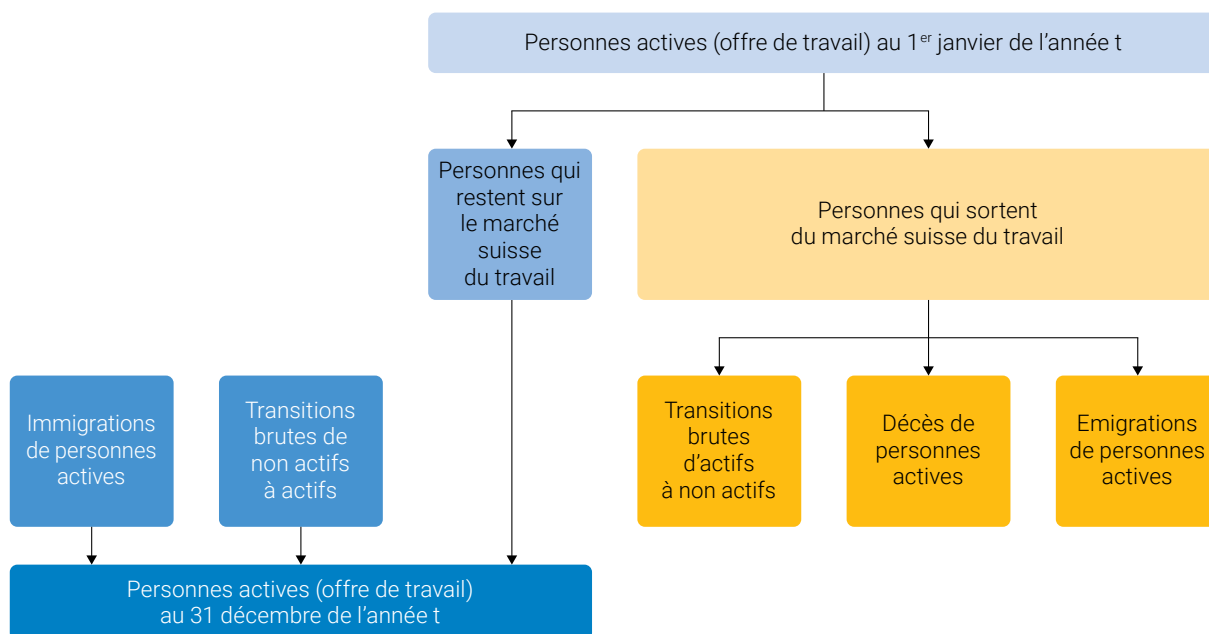 Personnes actives (offre de travail) au 1er janvier de l’année t
Personnes qui
restent sur
le marché
suisse
du travail
Personnes qui sortent
du marché suisse du travail
Immigrations
de personnes
actives
Transitions
brutes de
non actifs
à actifs
Transitions
brutes
d’actifs
à non actifs
Décès de
personnes
actives
Emigrations
de personnes
actives
Personnes actives (offre de travail)
au 31 décembre de l’année t